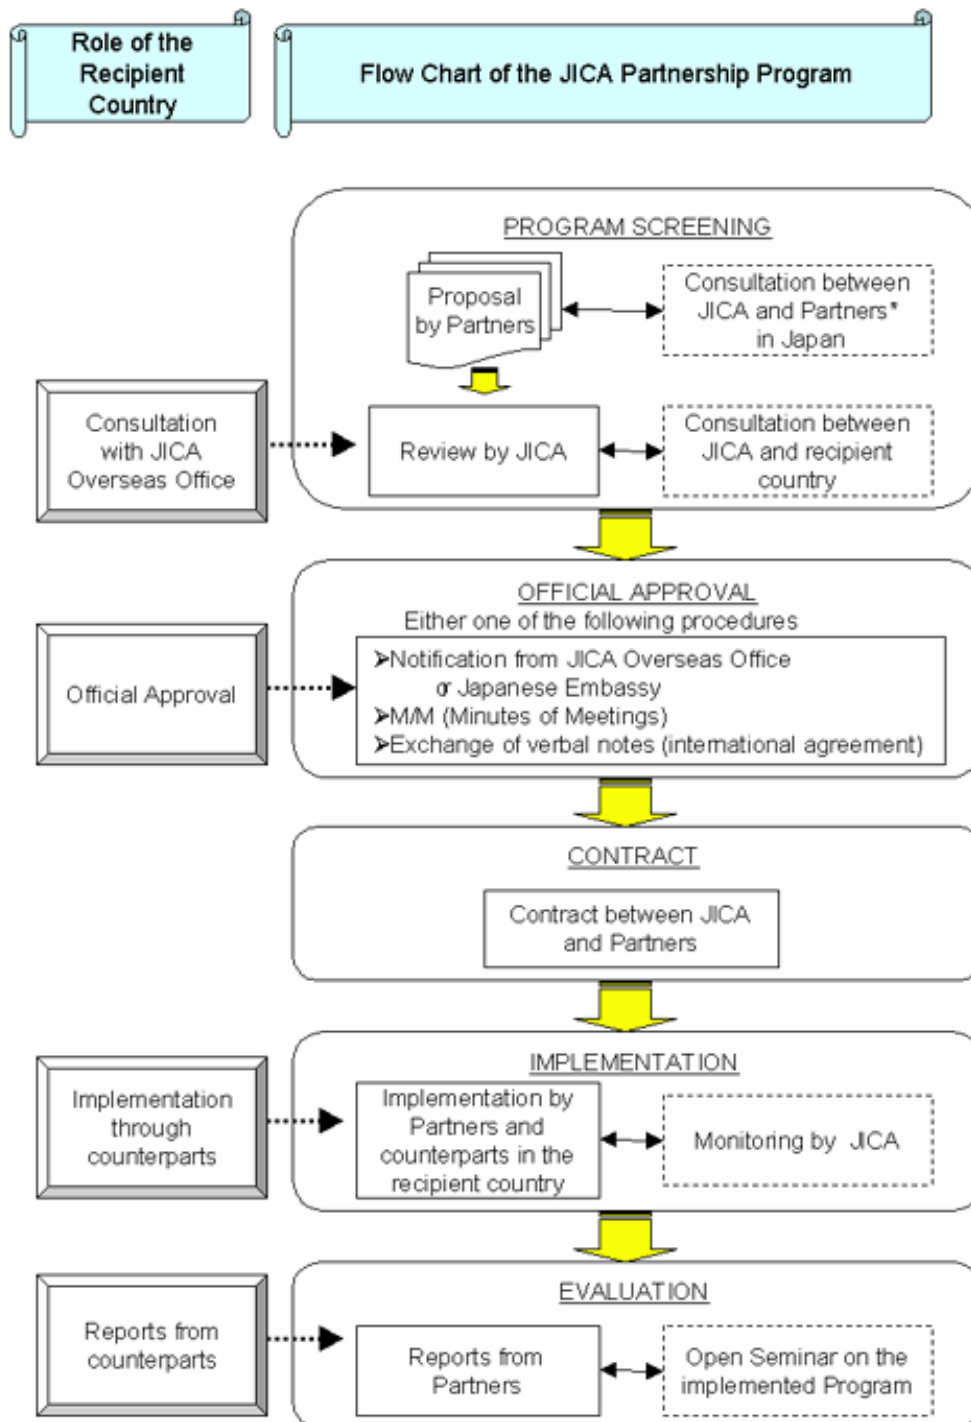 Role of the
Recipient
Country
Flow Chart of the JICA Partnership Program
PROGRAM SCREENING
Proposal
by Partners
Consultation between
JICA and Partners*
in Japan
Consultation
with JICA
Overseas Office
Review by JICA
Consultation between
JICA and recipient
country
OFFICIAL APPROVAL
Either one of the following procedures
Official Approval
➢Notification from JICA Overseas Office
or Japanese Embassy
➢M/M (Minutes of Meetings)
➢Exchange of verbal notes (international agreement)
CONTRACT
Contract between JICA
and Partners
IMPLEMENTATION
Implementation
through
counterparts
Implementation by
Partners and
counterparts in the
recipient country
Monitoring by JICA
EVALUATION
Reports from
counterparts
Reports from
Partners
Open Seminar on the
implemented Program